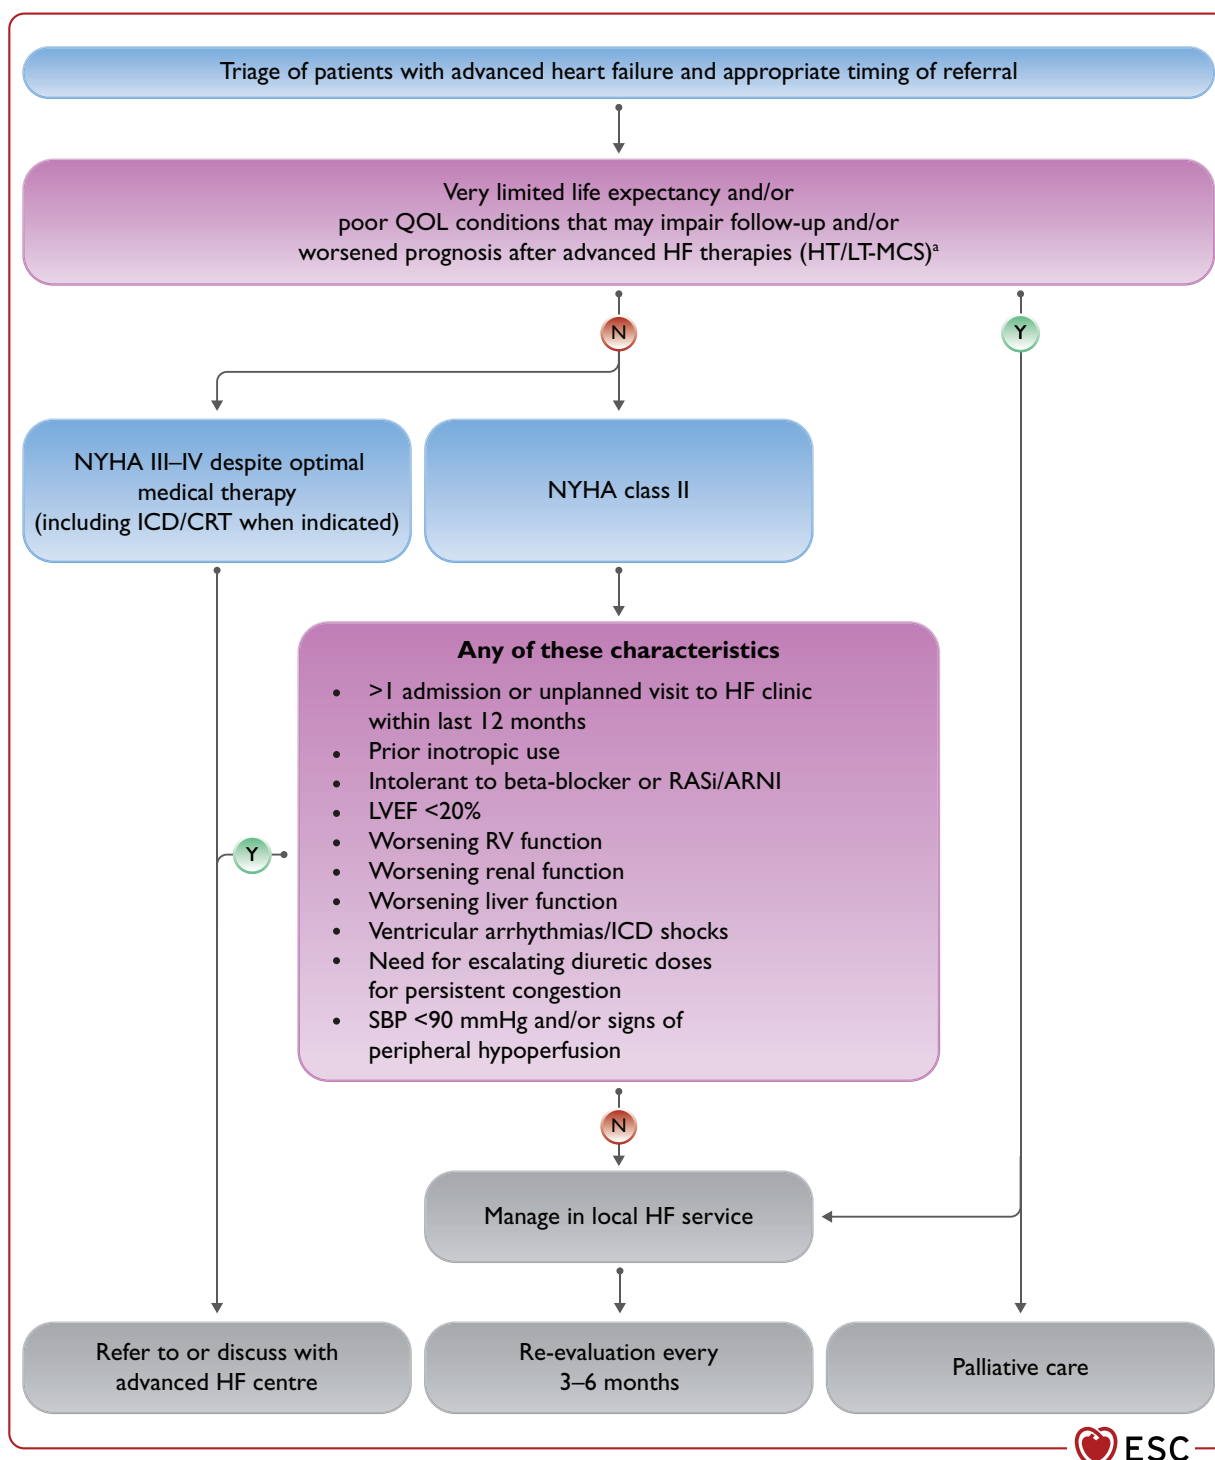 Triage of patients with advanced heart failure and appropriate timing of referral
Very limited life expectancy and/or
poor QOL conditions that may impair follow-up and/or
worsened prognosis after advanced HF therapies (HT/LT-MCS)ᵃ
N
Y
NYHA III–IV despite optimal
medical therapy
(including ICD/CRT when indicated)
NYHA class II
Any of these characteristics
• >1 admission or unplanned visit to HF clinic
within last 12 months
• Prior inotropic use
• Intolerant to beta-blocker or RASi/ARNI
• LVEF <20%
• Worsening RV function
• Worsening renal function
• Worsening liver function
• Ventricular arrhythmias/ICD shocks
• Need for escalating diuretic doses
for persistent congestion
• SBP <90 mmHg and/or signs of
peripheral hypoperfusion
Y
N
Manage in local HF service
Refer to or discuss with
advanced HF centre
Re-evaluation every
3–6 months
Palliative care
ESC